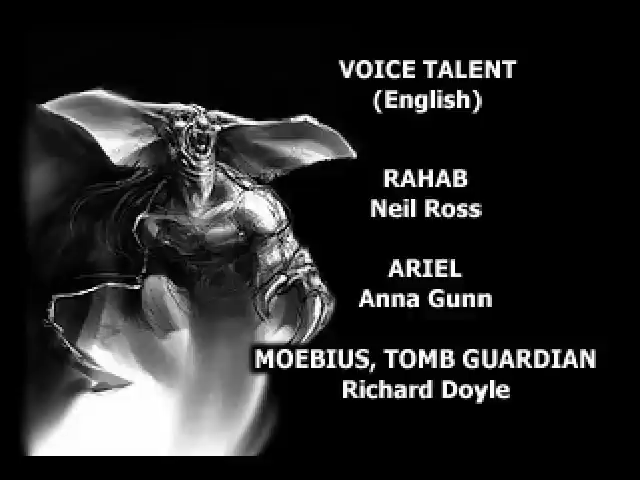 VOICE TALENT
(English)
RAHAB
Neil Ross
ARIEL
Anna Gunn
MOEBIUS, TOMB GUARDIAN
Richard Doyle